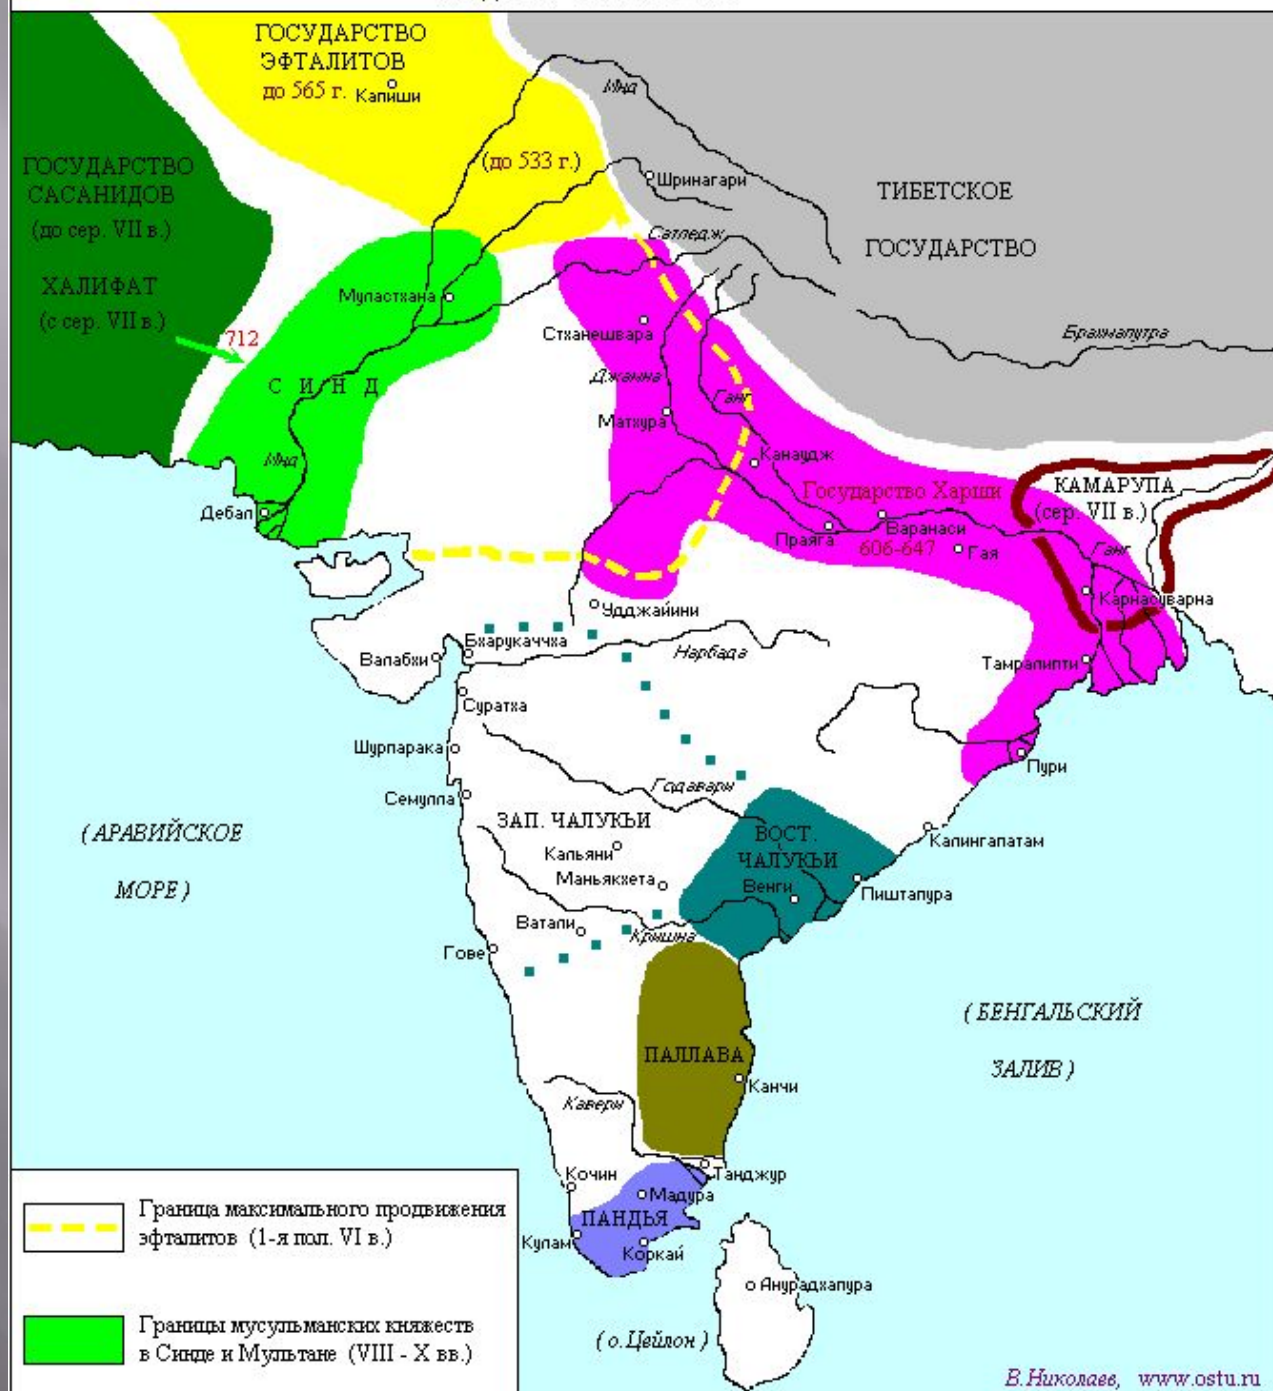 ГОСУДАРСТВО
ЭФТАЛИТОВ
до 565 г.
Капиши
Инд
(до 533 г.)
Шринагари
ГОСУДАРСТВО
САСАНИДОВ
(до сер. VII в.)
ТИБЕТСКОЕ
ГОСУДАРСТВО
Сатледж
ХАЛИФАТ
(с сер. VII в.)
Муластхана
712
Стханешвара
Брахмапутра
СИНД
Джамна
Ганг
Матхура
Инд
Канаудж
Государство Харши
КАМАРУПА
(сер. VII в.)
Дебал
Праяга
Варанаси
606-647
Гая
Ганг
Карнасуварна
Удджайини
Бхарукаччха
Валабхи
Нарбада
Тамралипти
Суратха
Шурпарака
Пури
Семулла
Годавари
(АРАВИЙСКОЕ
МОРЕ)
ЗАП. ЧАЛУКЬИ
Кальяни
Маньякхета
ВОСТ.
ЧАЛУКЬИ
Венги
Калингапатам
Пиштапура
Ватапи
Кришна
Гове
(БЕНГАЛЬСКИЙ
ЗАЛИВ)
ПАЛЛАВА
Канчи
Кавери
Танджур
Кочин
Мадура
ПАНДЬЯ
Кулам
Коркай
Анурадхапура
(о. Цейлон)
Граница максимального продвижения
эфталитов (1-я пол. VI в.)
Границы мусульманских княжеств
в Синде и Мультане (VIII - X вв.)
В.Николаев, www.ostu.ru